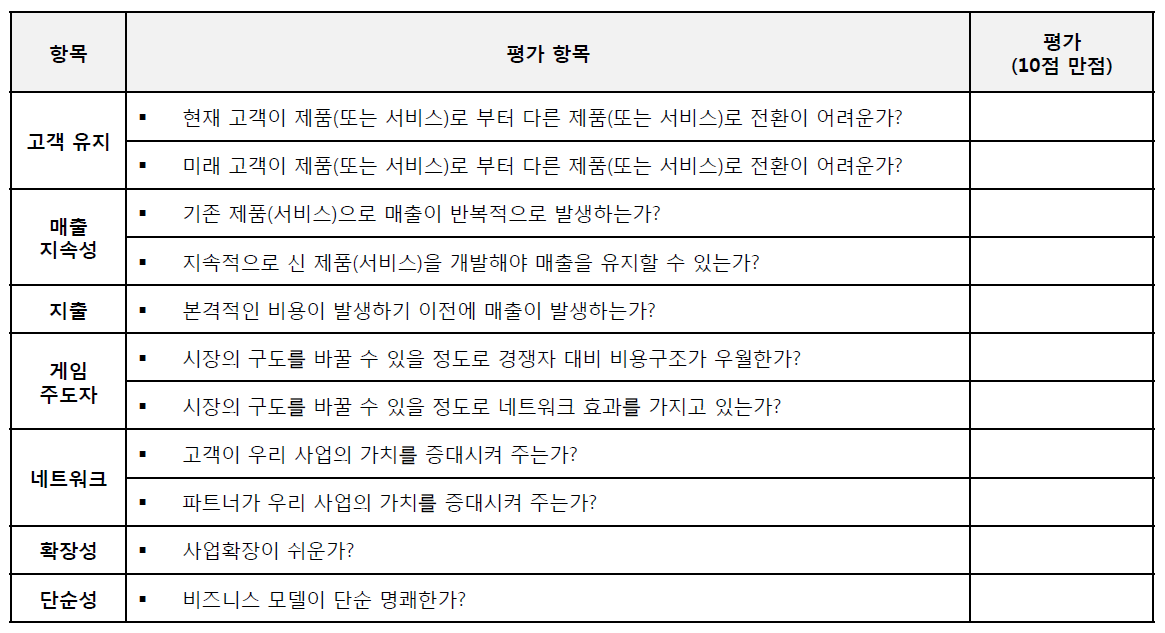 항목
평가 항목
평가
(10점 만점)
고객 유지
▪ 현재 고객이 제품(또는 서비스)로 부터 다른 제품(또는 서비스)로 전환이 어려운가?
▪ 미래 고객이 제품(또는 서비스)로 부터 다른 제품(또는 서비스)로 전환이 어려운가?
매출
지속성
▪ 기존 제품(서비스)으로 매출이 반복적으로 발생하는가?
▪ 지속적으로 신 제품(서비스)을 개발해야 매출을 유지할 수 있는가?
지출
▪ 본격적인 비용이 발생하기 이전에 매출이 발생하는가?
게임
주도자
▪ 시장의 구도를 바꿀 수 있을 정도로 경쟁자 대비 비용구조가 우월한가?
▪ 시장의 구도를 바꿀 수 있을 정도로 네트워크 효과를 가지고 있는가?
네트워크
▪ 고객이 우리 사업의 가치를 증대시켜 주는가?
▪ 파트너가 우리 사업의 가치를 증대시켜 주는가?
확장성
▪ 사업확장이 쉬운가?
단순성
▪ 비즈니스 모델이 단순 명쾌한가?